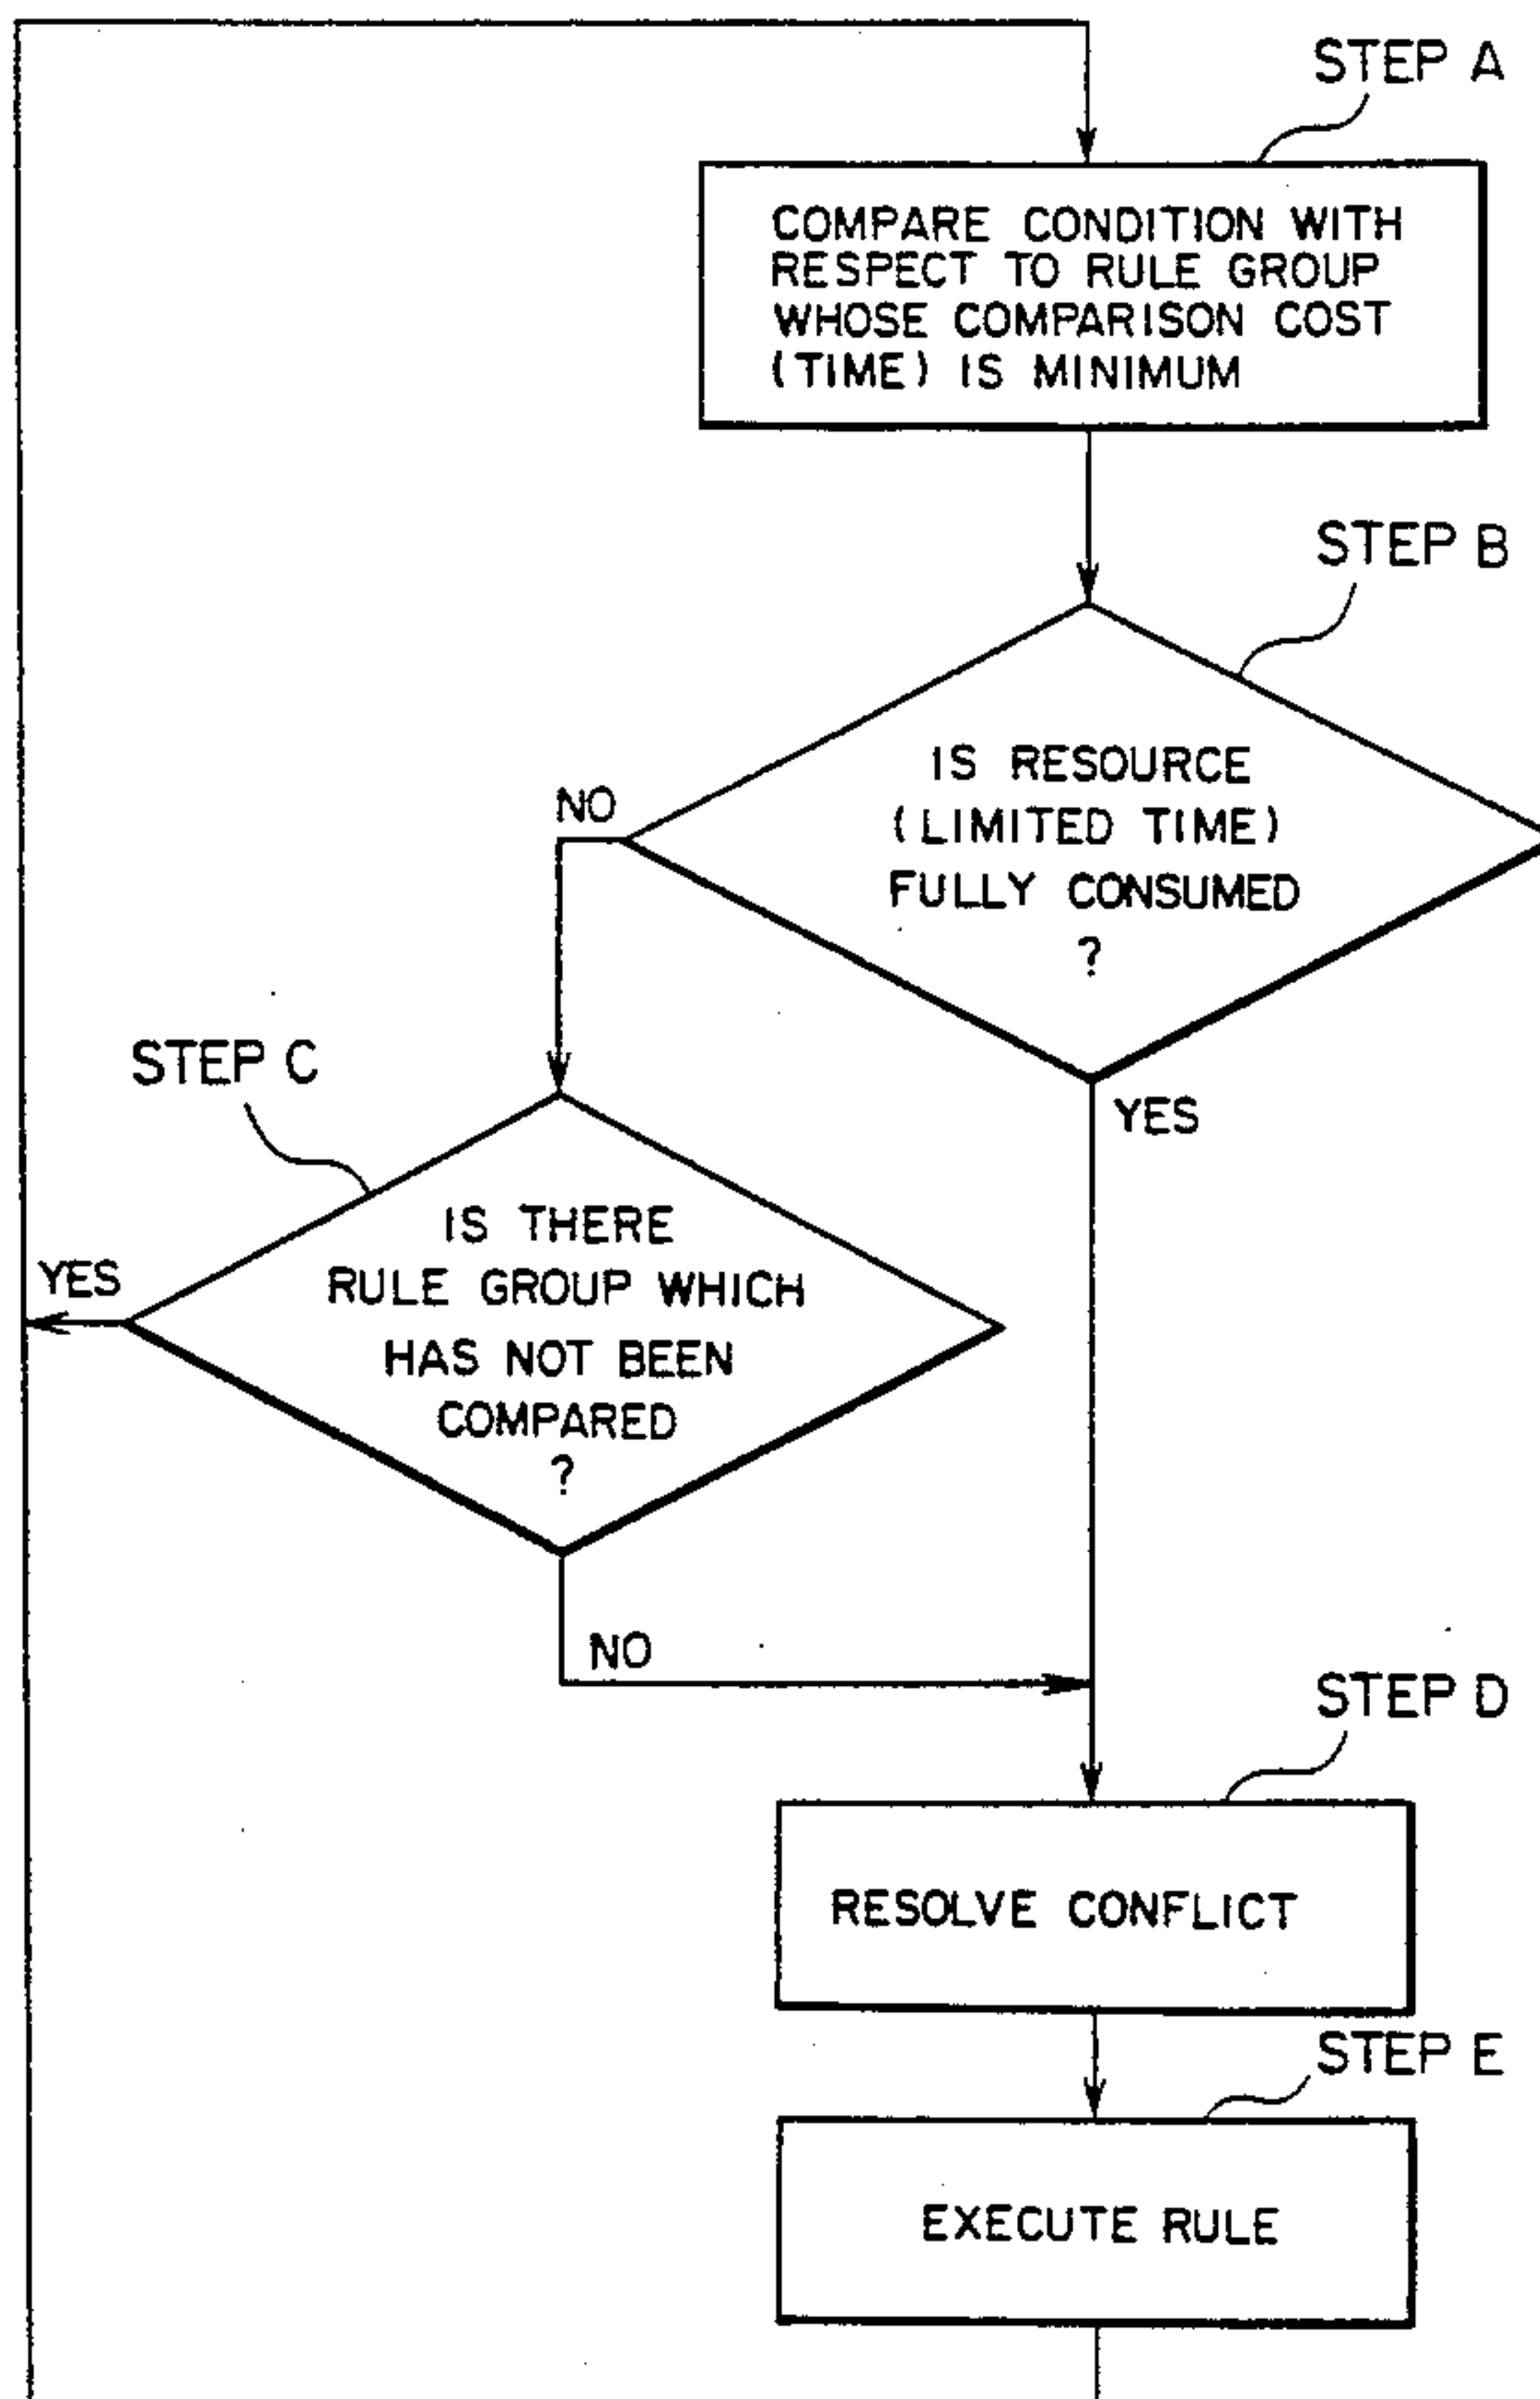 STEP A
COMPARE CONDITION WITH
RESPECT TO RULE GROUP
WHOSE COMPARISON COST
(TIME) IS MINIMUM
STEP B
IS RESOURCE
(LIMITED TIME)
FULLY CONSUMED
?
NO
YES
STEP C
IS THERE
RULE GROUP WHICH
HAS NOT BEEN
COMPARED
?
YES
NO
STEP D
RESOLVE CONFLICT
STEP E
EXECUTE RULE